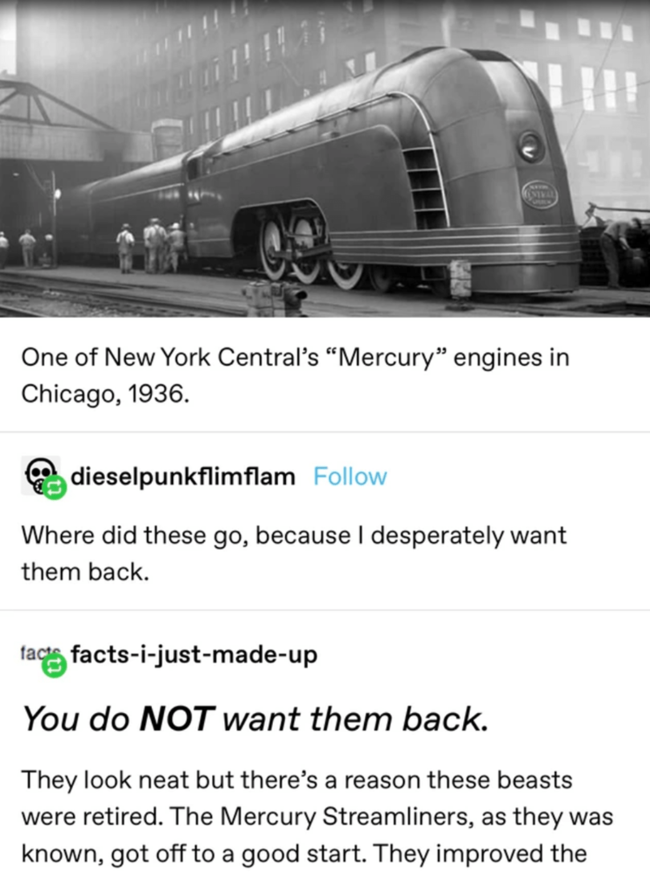 One of New York Central’s “Mercury” engines in
Chicago, 1936.
dieselpunkflimflam Follow
Where did these go, because I desperately want
them back.
facts facts-i-just-made-up
You do NOT want them back.
They look neat but there’s a reason these beasts
were retired. The Mercury Streamliners, as they was
known, got off to a good start. They improved the